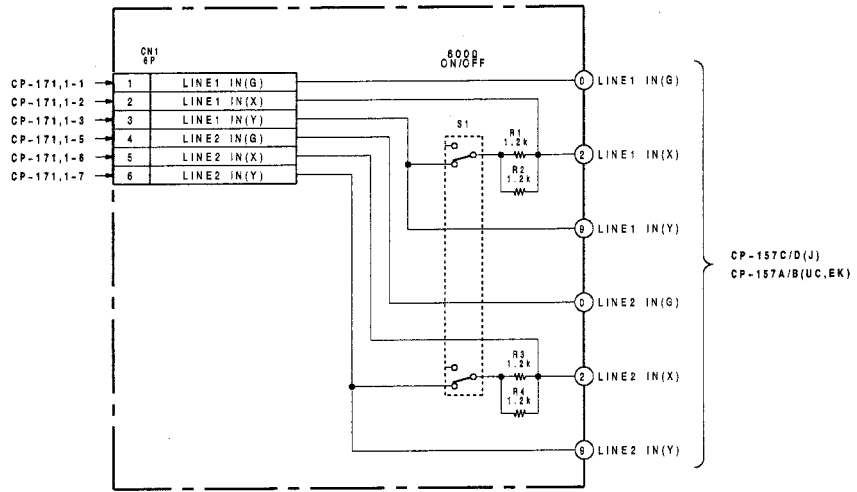 CN1
6P
600Ω
ON/OFF
CP-171,1-1 1 LINE1 IN(G)
CP-171,1-2 2 LINE1 IN(X)
CP-171,1-3 3 LINE1 IN(Y)
CP-171,1-5 4 LINE2 IN(G)
CP-171,1-6 5 LINE2 IN(X)
CP-171,1-7 6 LINE2 IN(Y)
0 LINE1 IN(G)
S1
R1
1.2k
R2
1.2k
2 LINE1 IN(X)
9 LINE1 IN(Y)
CP-157C/D(J)
CP-157A/B(UC,EK)
0 LINE2 IN(G)
R3
1.2k
R4
1.2k
2 LINE2 IN(X)
9 LINE2 IN(Y)